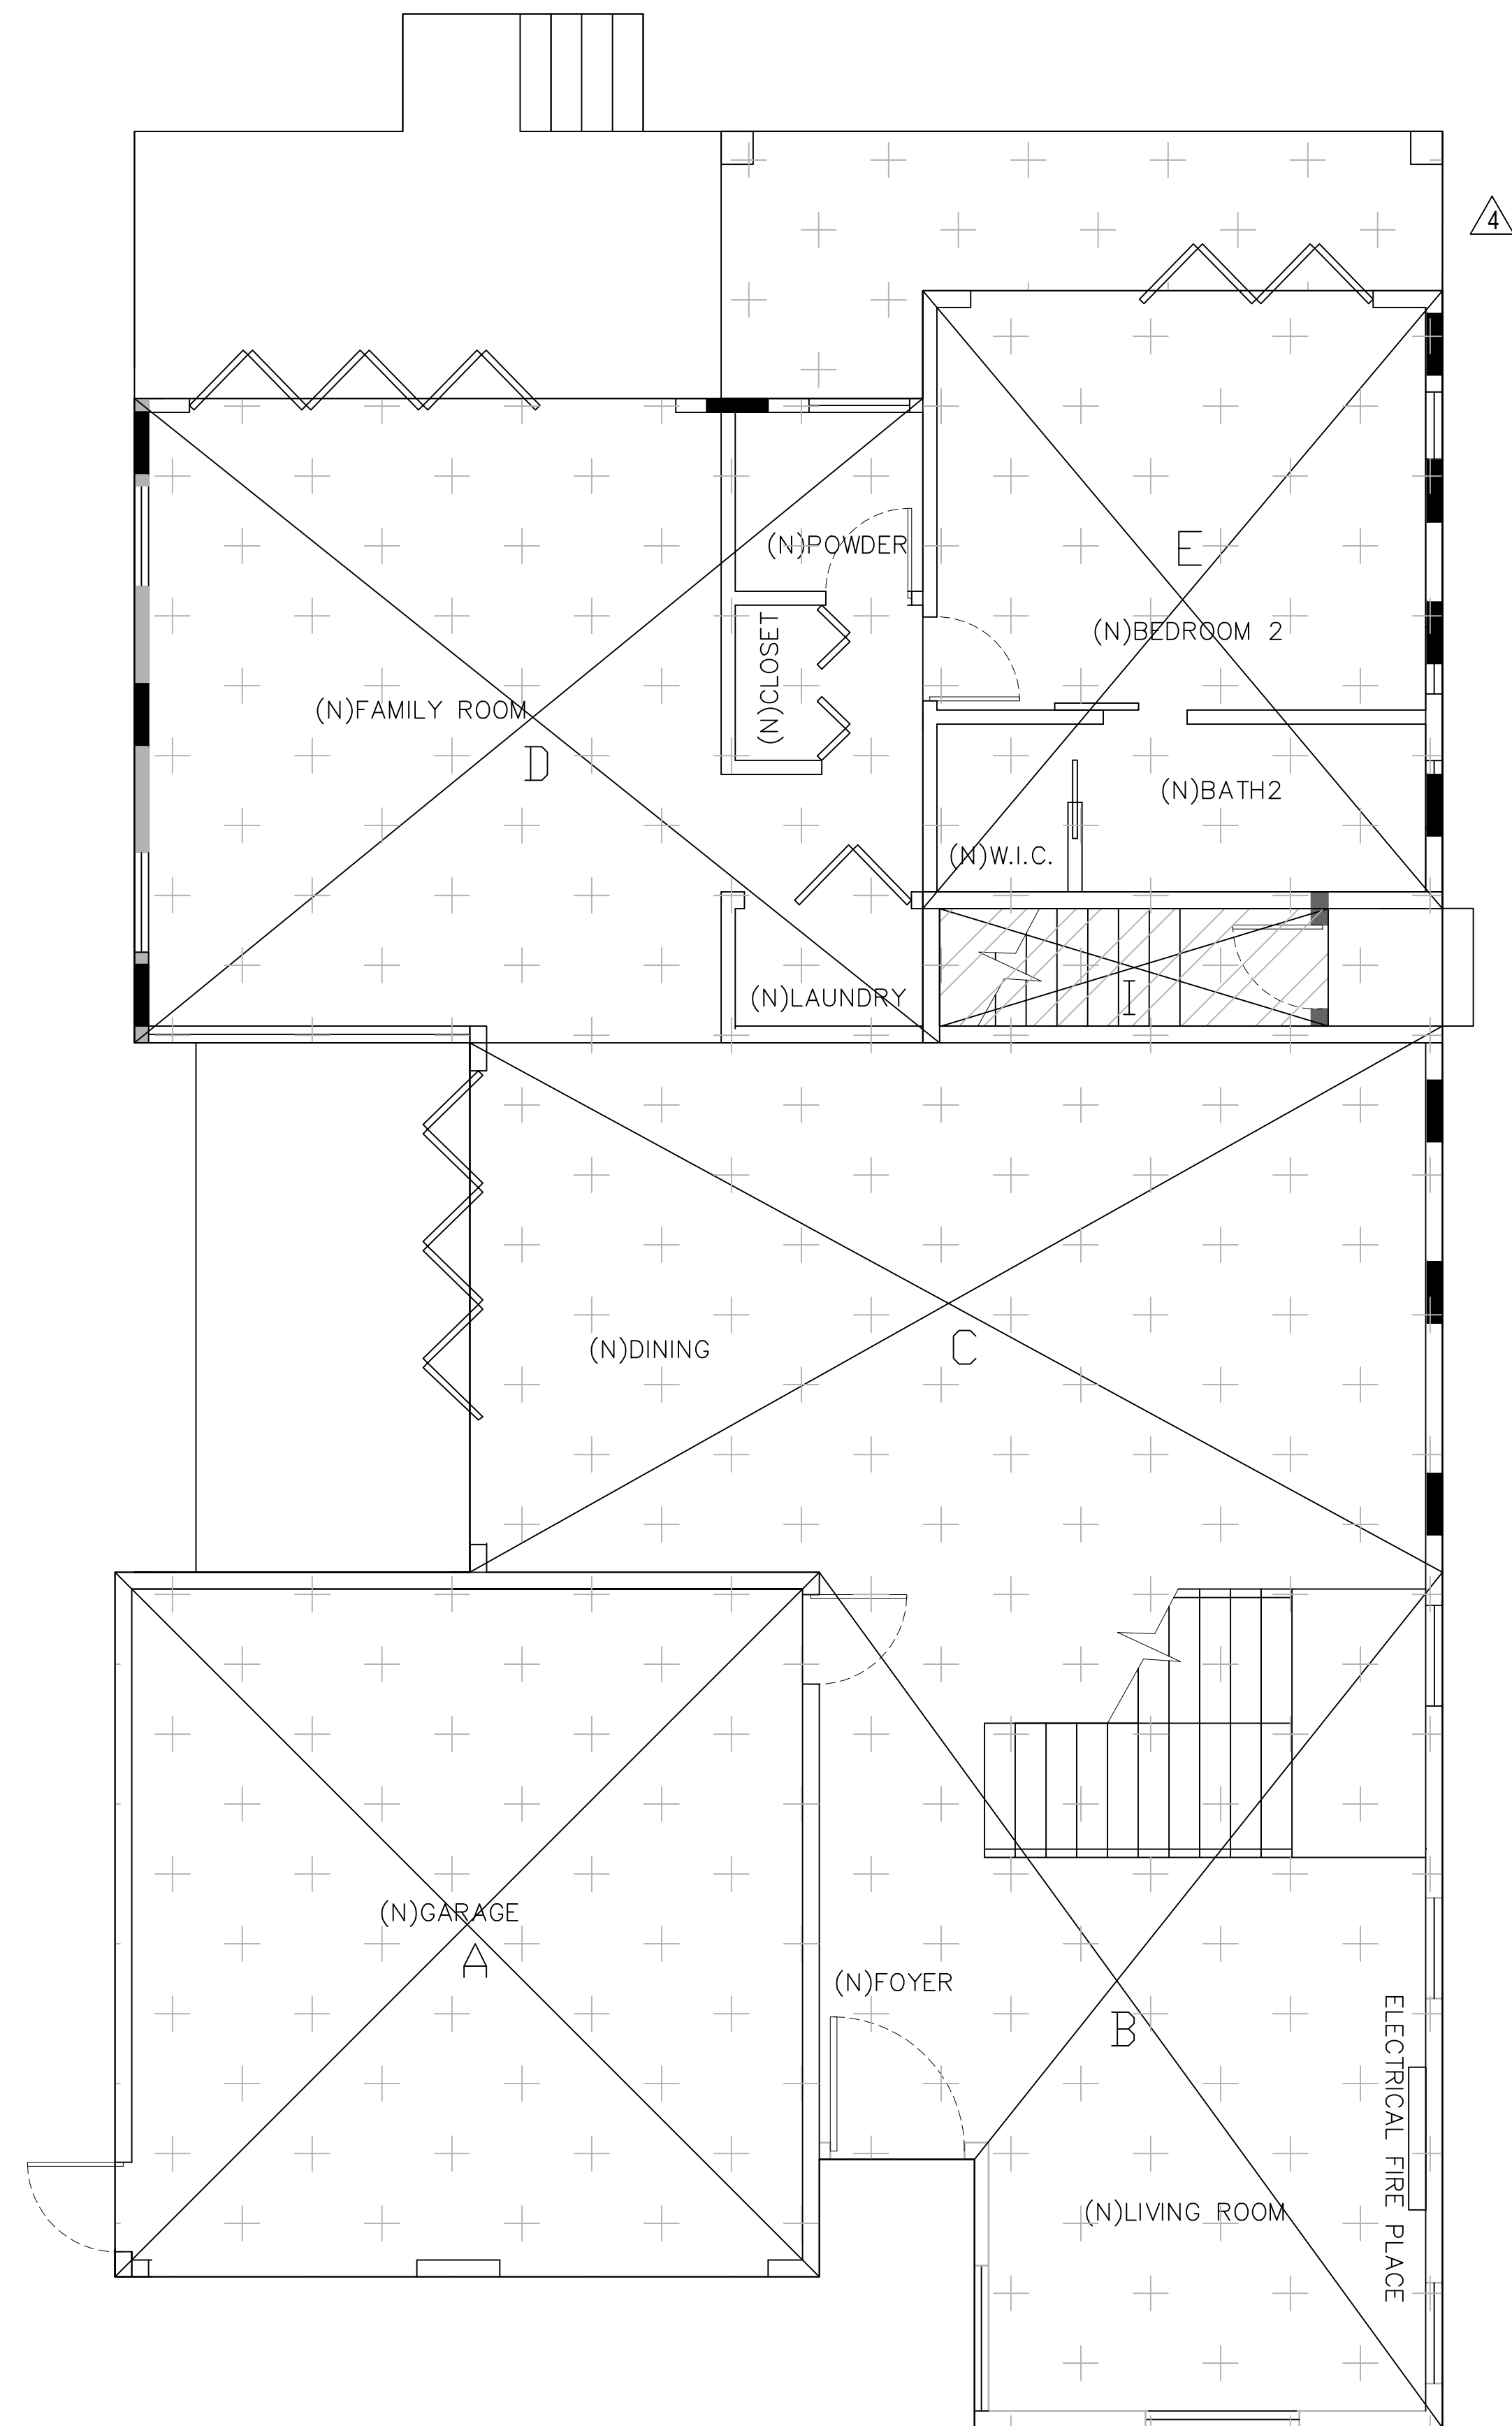 4
(N)POWDER
E
(N)BEDROOM 2
(N)CLOSET
(N)FAMILY ROOM
D
(N)BATH2
(N)W.I.C.
(N)LAUNDRY
I
(N)DINING
C
(N)GARAGE
A
(N)FOYER
B
ELECTRICAL FIRE PLACE
(N)LIVING ROOM